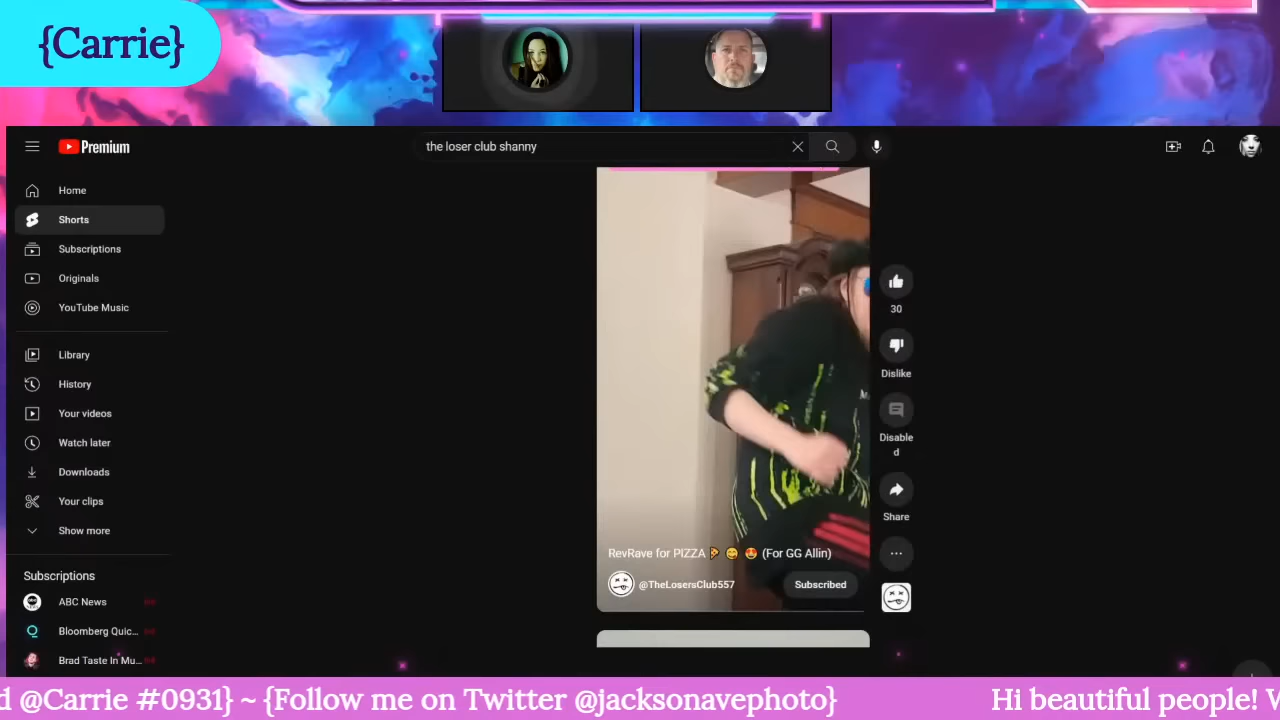 {Carrie}
Premium
the loser club shanny
Home
Shorts
Subscriptions
Originals
YouTube Music
Library
History
Your videos
Watch later
Downloads
Your clips
Show more
Subscriptions
ABC News
Bloomberg Quic...
Brad Taste In Mu...
30
Dislike
Disable
d
Share
RevRave for PIZZA 🍕 😋 🤩 (For GG Allin)
@TheLosersClub557
Subscribed
d @Carrie #0931} ~ {Follow me on Twitter @jacksonavephoto}
Hi beautiful people! W